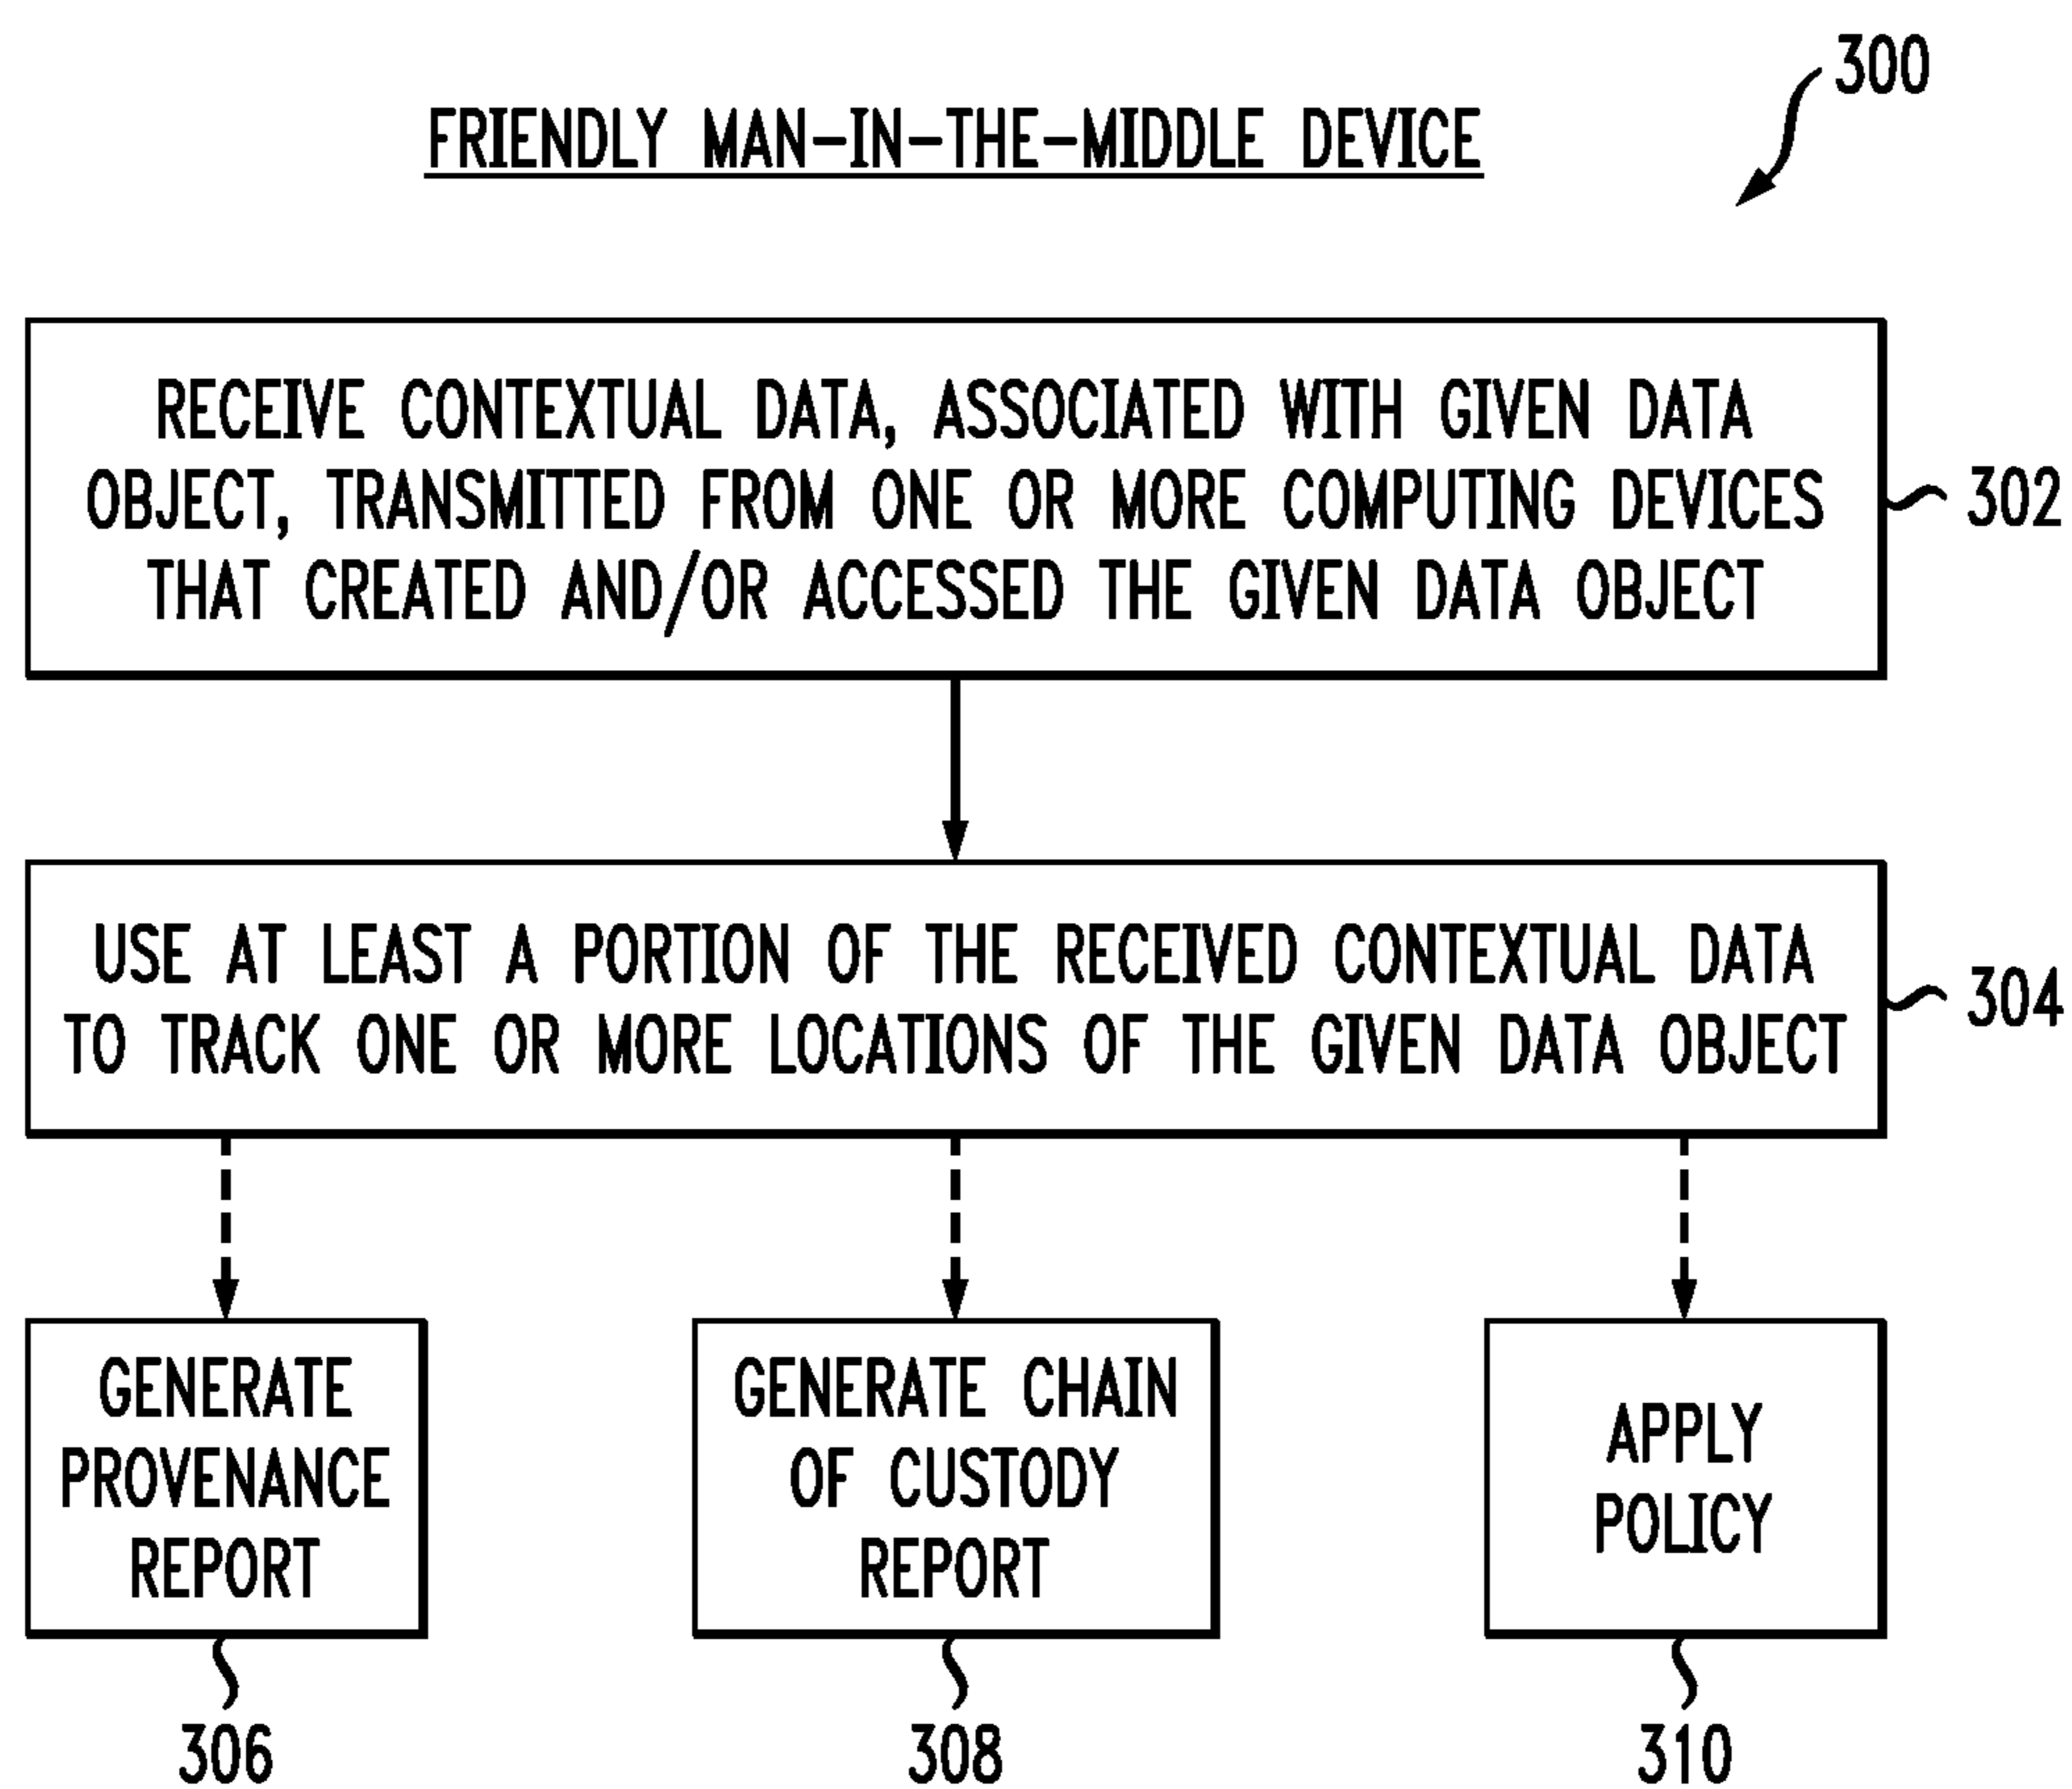 300
FRIENDLY MAN-IN-THE-MIDDLE DEVICE
RECEIVE CONTEXTUAL DATA, ASSOCIATED WITH GIVEN DATA
OBJECT, TRANSMITTED FROM ONE OR MORE COMPUTING DEVICES
THAT CREATED AND/OR ACCESSED THE GIVEN DATA OBJECT
302
USE AT LEAST A PORTION OF THE RECEIVED CONTEXTUAL DATA
TO TRACK ONE OR MORE LOCATIONS OF THE GIVEN DATA OBJECT
304
GENERATE
PROVENANCE
REPORT
306
GENERATE CHAIN
OF CUSTODY
REPORT
308
APPLY
POLICY
310